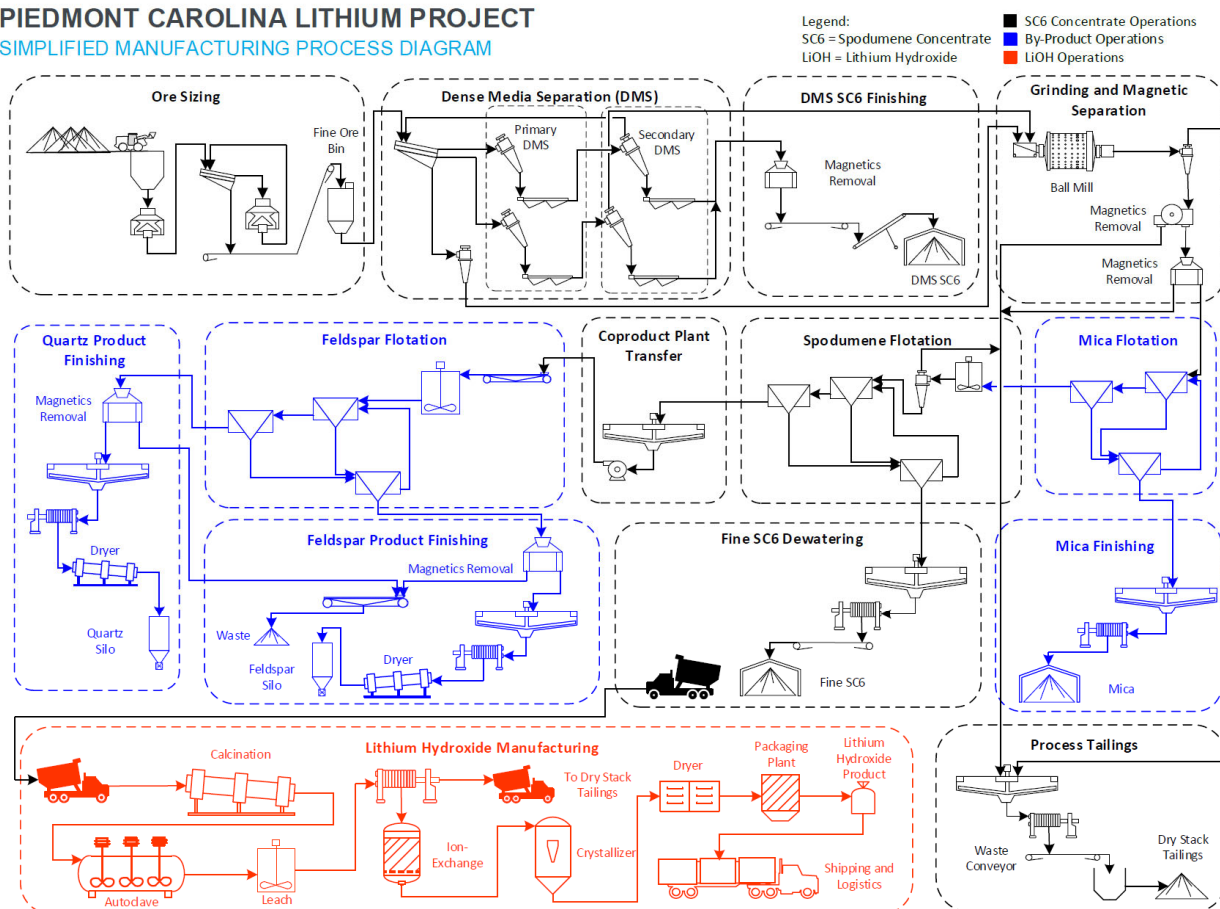 PIEDMONT CAROLINA LITHIUM PROJECT
SIMPLIFIED MANUFACTURING PROCESS DIAGRAM
Legend:
SC6 = Spodumene Concentrate
LiOH = Lithium Hydroxide
SC6 Concentrate Operations
By-Product Operations
LiOH Operations
Ore Sizing
Fine Ore
Bin
Dense Media Separation (DMS)
Primary
DMS
Secondary
DMS
DMS SC6 Finishing
Magnetics
Removal
DMS SC6
Grinding and Magnetic
Separation
Ball Mill
Magnetics
Removal
Magnetics
Removal
Quartz Product
Finishing
Magnetics
Removal
Dryer
Quartz
Silo
Feldspar Flotation
Coproduct Plant
Transfer
Spodumene Flotation
Mica Flotation
Feldspar Product Finishing
Magnetics Removal
Waste
Feldspar
Silo
Dryer
Fine SC6 Dewatering
Fine SC6
Mica Finishing
Mica
Lithium Hydroxide Manufacturing
Calcination
Autoclave
Leach
To Dry Stack
Tailings
Ion-
Exchange
Crystallizer
Dryer
Packaging
Plant
Lithium
Hydroxide
Product
Shipping and
Logistics
Process Tailings
Waste
Conveyor
Dry Stack
Tailings